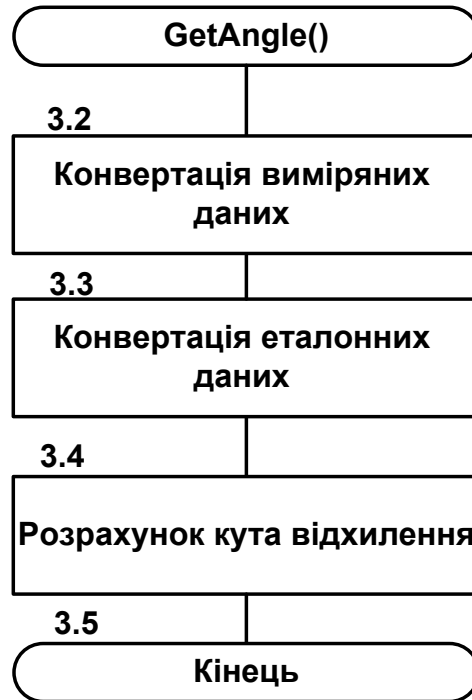 GetAngle()
3.2
Конвертація виміряних
даних
3.3
Конвертація еталонних
даних
3.4
Розрахунок кута відхилення
3.5
Кінець